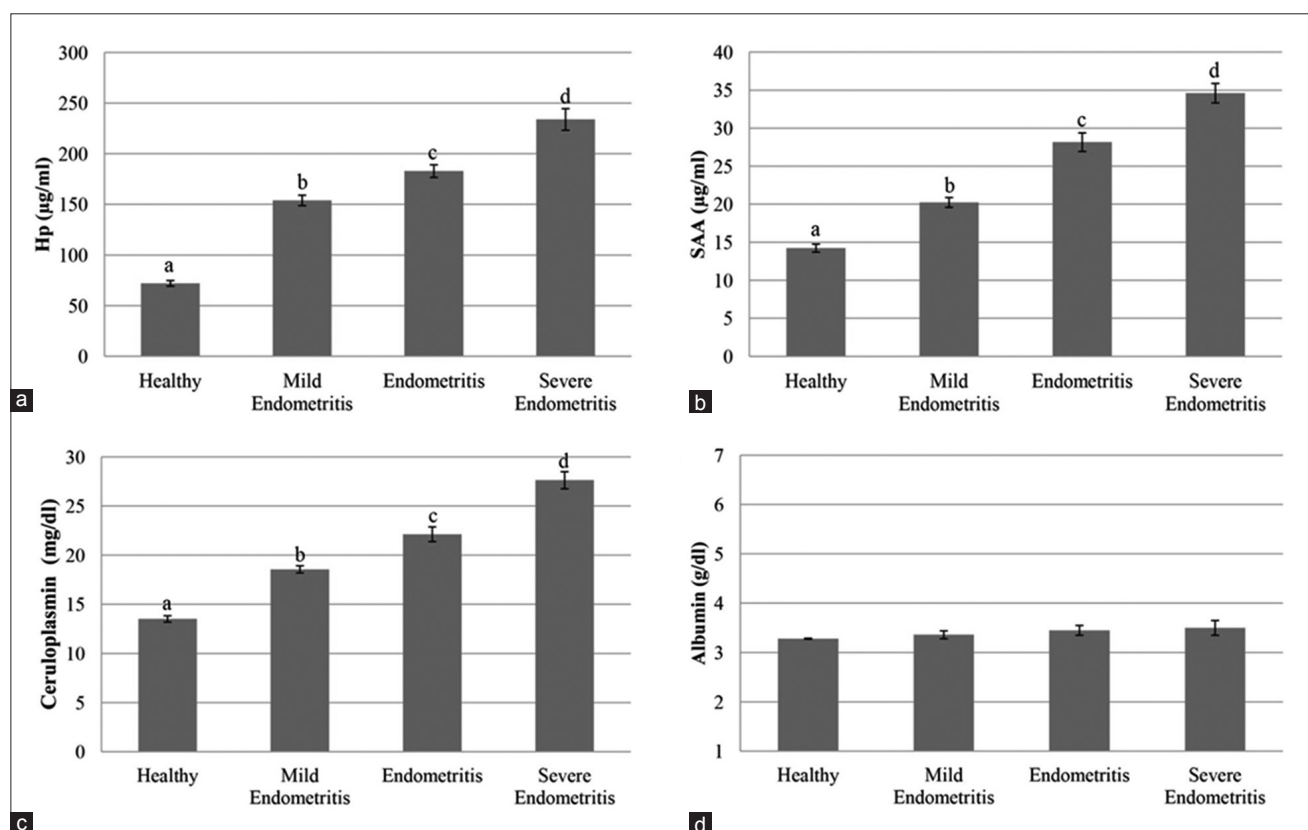 300
250
200
150
100
50
0
Hp (µg/ml)
a
b
c
d
Healthy
Mild
Endometritis
Endometritis
Severe
Endometritis
a
40
35
30
25
20
15
10
5
0
SAA (µg/ml)
a
b
c
d
Healthy
Mild
Endometritis
Endometritis
Severe
Endometritis
b
30
25
20
15
10
5
0
Ceruloplasmin (mg/dl)
a
b
c
d
Healthy
Mild
Endometritis
Endometritis
Severe
Endometritis
c
7
6
5
4
3
2
1
Albumin (g/dl)
Healthy
Mild
Endometritis
Endometritis
Severe
Endometritis
d